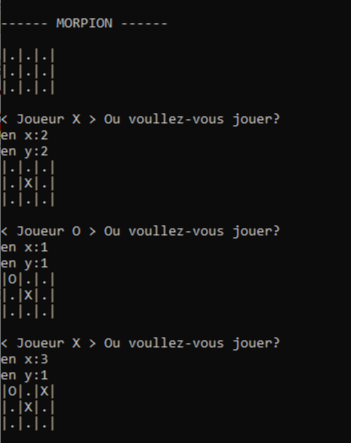 ------ MORPION ------
|.|.|.|
|.|.|.|
|.|.|.|
< Joueur X > Ou voullez-vous jouer?
en x:2
en y:2
|.|.|.|
|.|X|.|
|.|.|.|
< Joueur O > Ou voullez-vous jouer?
en x:1
en y:1
|O|.|.|
|.|X|.|
|.|.|.|
< Joueur X > Ou voullez-vous jouer?
en x:3
en y:1
|O|.|X|
|.|X|.|
|.|.|.|